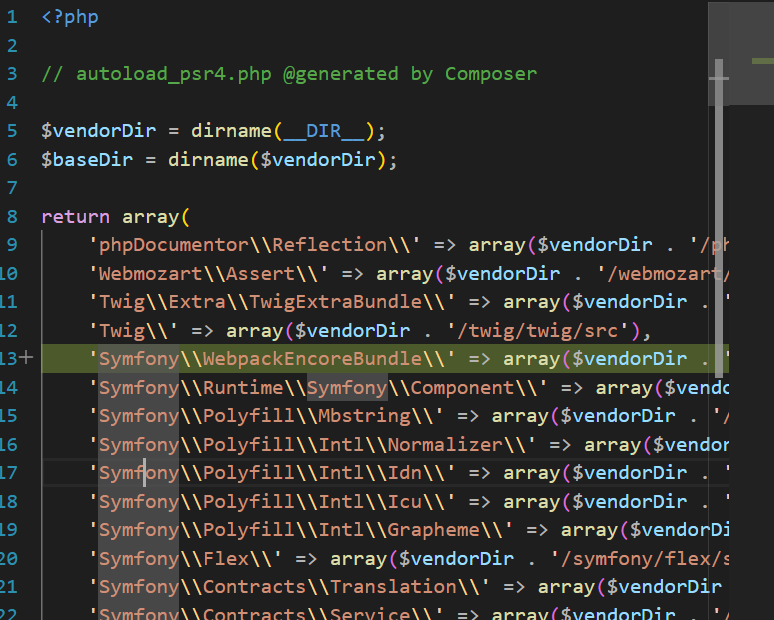 1 <?php
2
3 // autoload_psr4.php @generated by Composer
4
5 $vendorDir = dirname(__DIR__);
6 $baseDir = dirname($vendorDir);
7
8 return array(
9 'phpDocumentor\\Reflection\\' => array($vendorDir . '/ph
10 'Webmozart\\Assert\\' => array($vendorDir . '/webmozart/
11 'Twig\\Extra\\TwigExtraBundle\\' => array($vendorDir . '
12 'Twig\\' => array($vendorDir . '/twig/twig/src'),
13 'Symfony\\WebpackEncoreBundle\\' => array($vendorDir . '
14 'Symfony\\Runtime\\Symfony\\Component\\' => array($vendo
15 'Symfony\\Polyfill\\Mbstring\\' => array($vendorDir . '/
16 'Symfony\\Polyfill\\Intl\\Normalizer\\' => array($vendor
17 'Symfony\\Polyfill\\Intl\\Idn\\' => array($vendorDir . '
18 'Symfony\\Polyfill\\Intl\\Icu\\' => array($vendorDir . '
19 'Symfony\\Polyfill\\Intl\\Grapheme\\' => array($vendorDi
20 'Symfony\\Flex\\' => array($vendorDir . '/symfony/flex/s
21 'Symfony\\Contracts\\Translation\\' => array($vendorDir
22 'Symfony\\Contracts\\Service\\' => array($vendorDir . '/